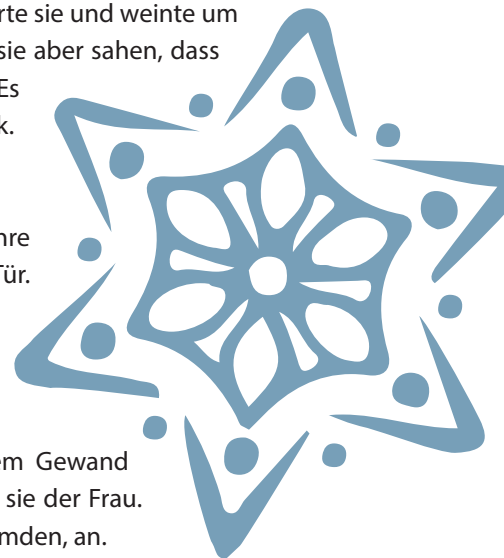 rte sie und weinte um
sie aber sahen, dass
Es
k.
hre
Tür.
em Gewand
sie der Frau.
mden, an.